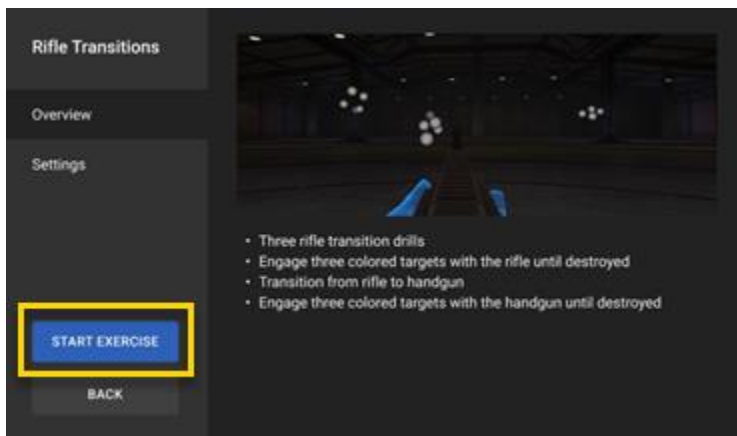 Rifle Transitions
Overview
Settings
• Three rifle transition drills
• Engage three colored targets with the rifle until destroyed
• Transition from rifle to handgun
• Engage three colored targets with the handgun until destroyed
START EXERCISE
BACK